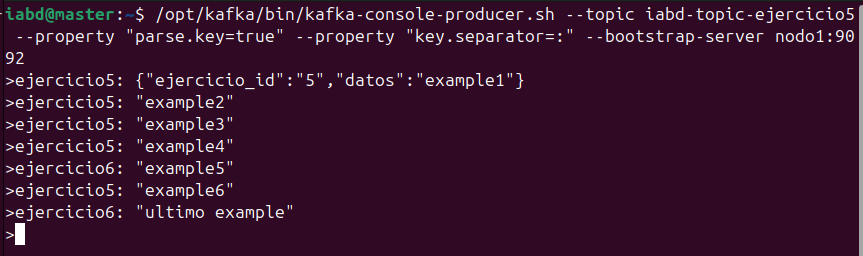 iabd@master:~$ /opt/kafka/bin/kafka-console-producer.sh --topic iabd-topic-ejercicio5
--property "parse.key=true" --property "key.separator=:" --bootstrap-server nodo1:90
92
>ejercicio5: {"ejercicio_id":"5","datos":"example1"}
>ejercicio5: "example2"
>ejercicio5: "example3"
>ejercicio5: "example4"
>ejercicio6: "example5"
>ejercicio5: "example6"
>ejercicio6: "ultimo example"
>